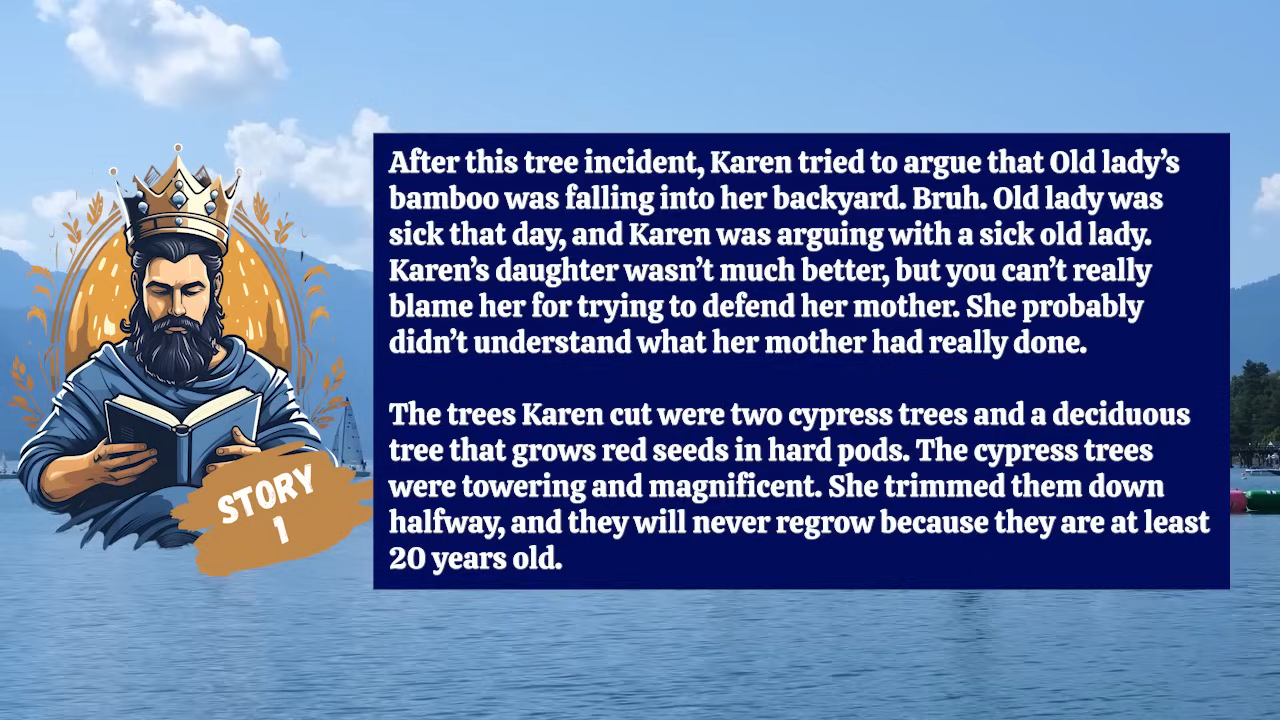 After this tree incident, Karen tried to argue that Old lady’s
bamboo was falling into her backyard. Bruh. Old lady was
sick that day, and Karen was arguing with a sick old lady.
Karen’s daughter wasn’t much better, but you can’t really
blame her for trying to defend her mother. She probably
didn’t understand what her mother had really done.
The trees Karen cut were two cypress trees and a deciduous
tree that grows red seeds in hard pods. The cypress trees
were towering and magnificent. She trimmed them down
halfway, and they will never regrow because they are at least
20 years old.
STORY
1